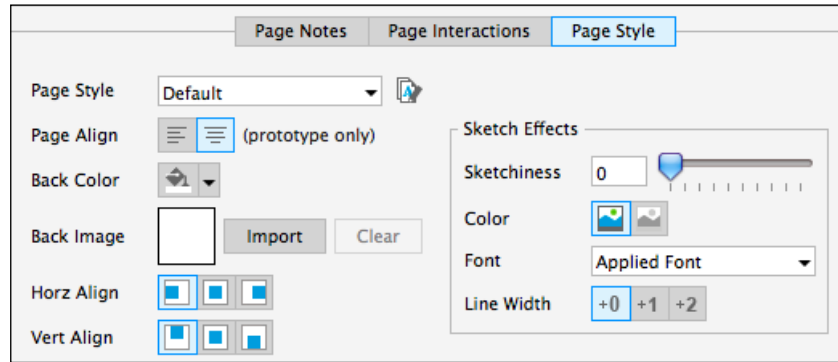 Page Notes Page Interactions Page Style
Page Style Default
Page Align (prototype only)
Back Color
Back Image Import Clear
Horz Align
Vert Align
Sketch Effects
Sketchiness 0
Color
Font Applied Font
Line Width +0 +1 +2